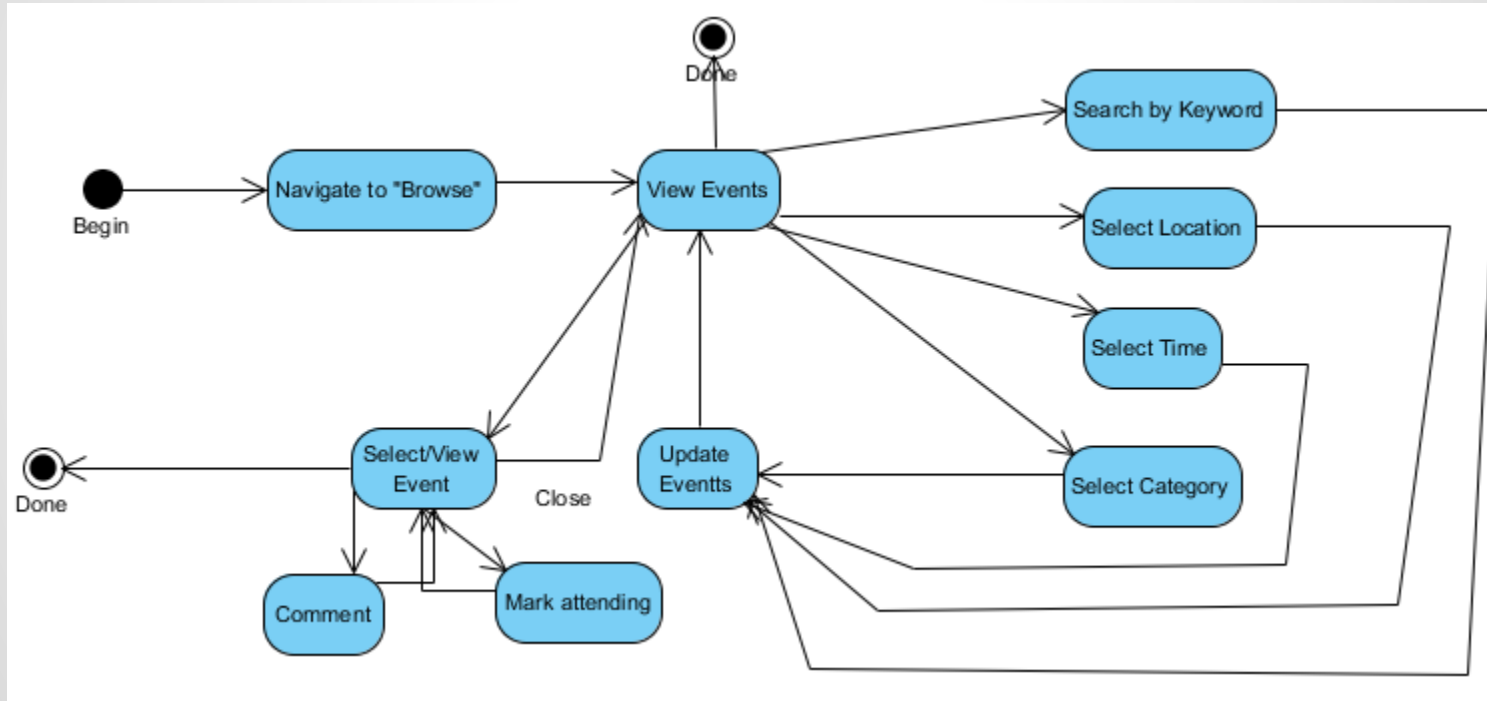 Done
Search by Keyword
Navigate to "Browse"
View Events
Begin
Select Location
Select Time
Select/View
Event
Update
Eventts
Select Category
Close
Done
Comment
Mark attending